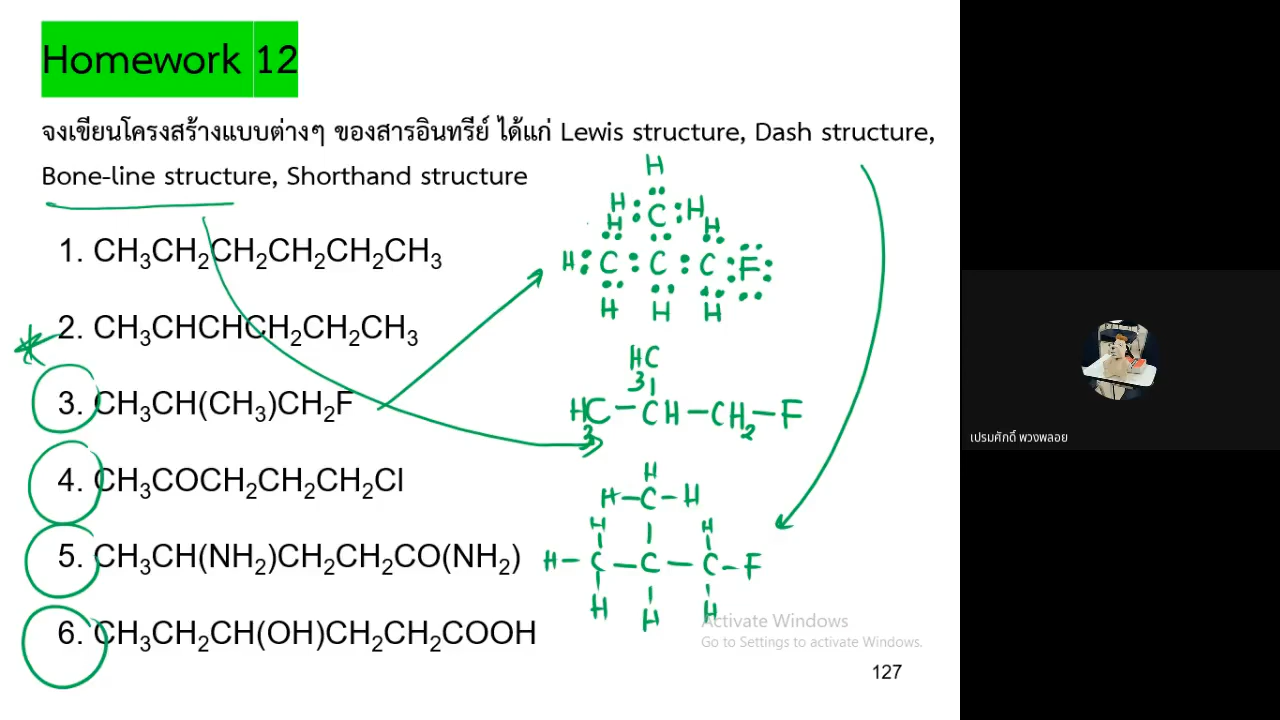 Homework 12
จงเขียนโครงสร้างแบบต่างๆ ของสารอินทรีย์ ได้แก่ Lewis structure, Dash structure,
Bone-line structure, Shorthand structure
1. CH₃CH₂CH₂CH₂CH₂CH₃
2. CH₃CHCHCH₂CH₂CH₃
3. CH₃CH(CH₃)CH₂F
4. CH₃COCH₂CH₂CH₂Cl
5. CH₃CH(NH₂)CH₂CH₂CO(NH₂)
6. CH₃CH₂CH(OH)CH₂CH₂COOH
H
H : C : H
H H
H : C : C : C : F :
H H H
H₃C
H₃C – CH – CH₂ – F
H
H – C – H
H H
H – C – C – C – F
H H H
Activate Windows
Go to Settings to activate Windows.
127
เปรมศักดิ์ พวงพลอย